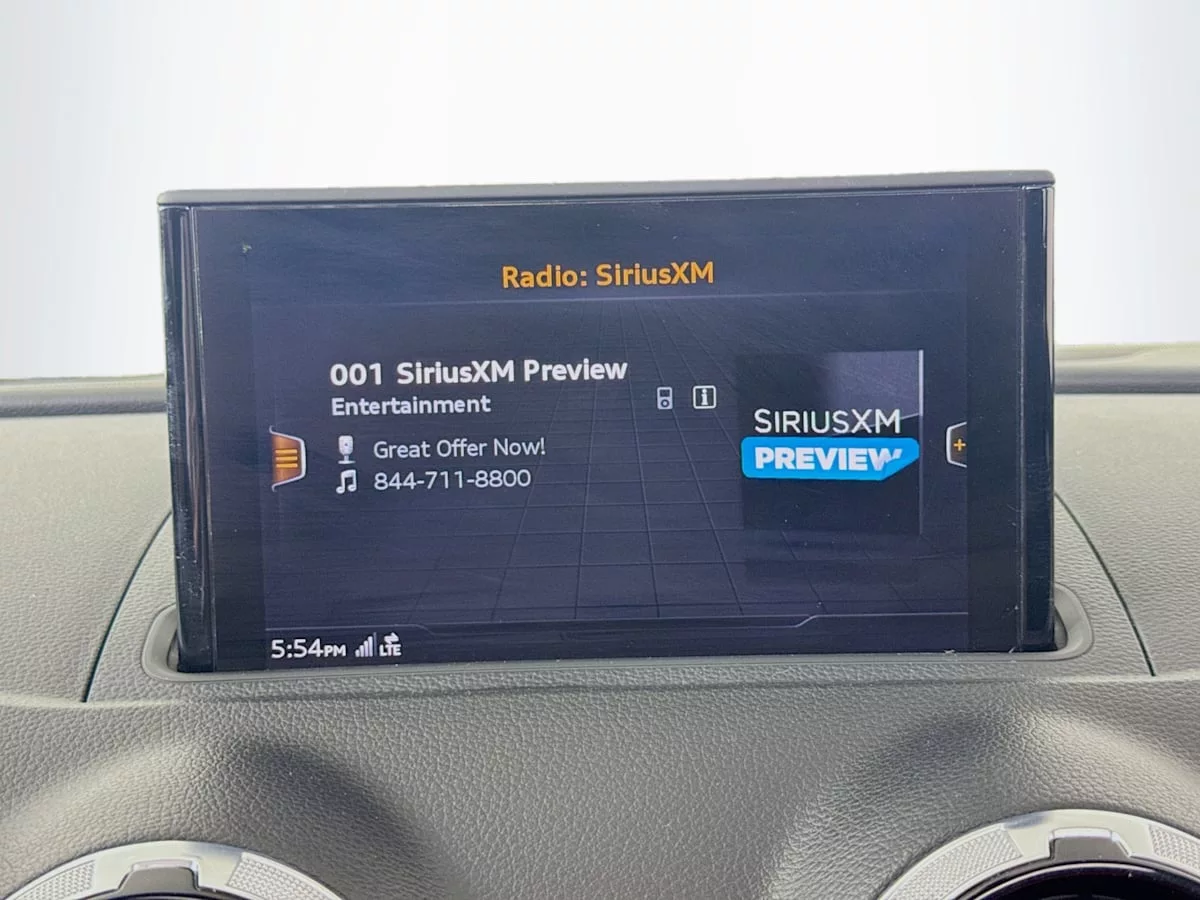 Radio: SiriusXM
001 SiriusXM Preview
Entertainment
Great Offer Now!
844-711-8800
SIRIUSXM
PREVIEW
5:54PM LTE